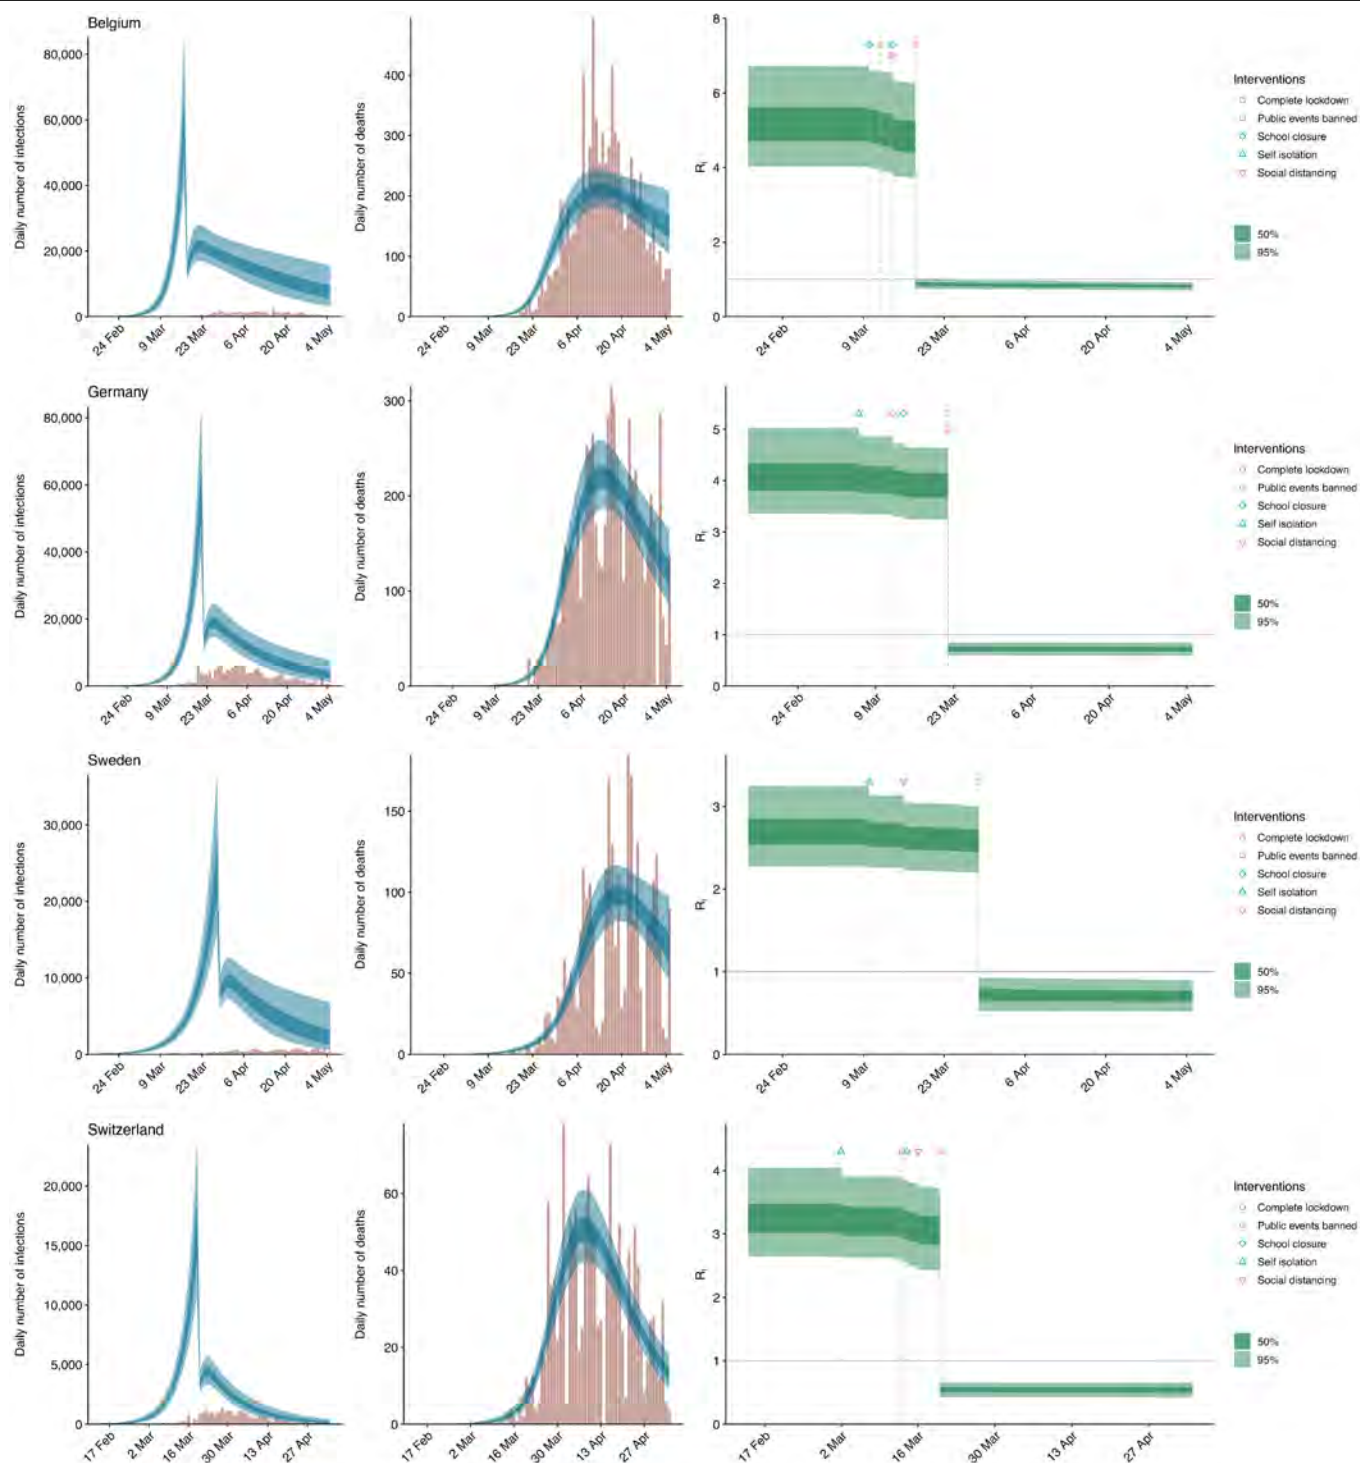 Belgium
Daily number of infections
80,000
60,000
40,000
20,000
0
24 Feb
9 Mar
23 Mar
6 Apr
20 Apr
4 May
Daily number of deaths
400
300
200
100
0
24 Feb
9 Mar
23 Mar
6 Apr
20 Apr
4 May
Rt
8
6
4
2
0
24 Feb
9 Mar
23 Mar
6 Apr
20 Apr
4 May
Interventions
Complete lockdown
Public events banned
School closure
Self isolation
Social distancing
50%
95%
Germany
Daily number of infections
80,000
60,000
40,000
20,000
0
24 Feb
9 Mar
23 Mar
6 Apr
20 Apr
4 May
Daily number of deaths
300
200
100
0
24 Feb
9 Mar
23 Mar
6 Apr
20 Apr
4 May
Rt
5
4
3
2
1
0
24 Feb
9 Mar
23 Mar
6 Apr
20 Apr
4 May
Interventions
Complete lockdown
Public events banned
School closure
Self isolation
Social distancing
50%
95%
Sweden
Daily number of infections
30,000
20,000
10,000
0
24 Feb
9 Mar
23 Mar
6 Apr
20 Apr
4 May
Daily number of deaths
150
100
50
0
24 Feb
9 Mar
23 Mar
6 Apr
20 Apr
4 May
Rt
3
2
1
0
24 Feb
9 Mar
23 Mar
6 Apr
20 Apr
4 May
Interventions
Complete lockdown
Public events banned
School closure
Self isolation
Social distancing
50%
95%
Switzerland
Daily number of infections
20,000
15,000
10,000
5,000
0
17 Feb
2 Mar
16 Mar
30 Mar
13 Apr
27 Apr
Daily number of deaths
60
40
20
0
17 Feb
2 Mar
16 Mar
30 Mar
13 Apr
27 Apr
Rt
4
3
2
1
0
17 Feb
2 Mar
16 Mar
30 Mar
13 Apr
27 Apr
Interventions
Complete lockdown
Public events banned
School closure
Self isolation
Social distancing
50%
95%